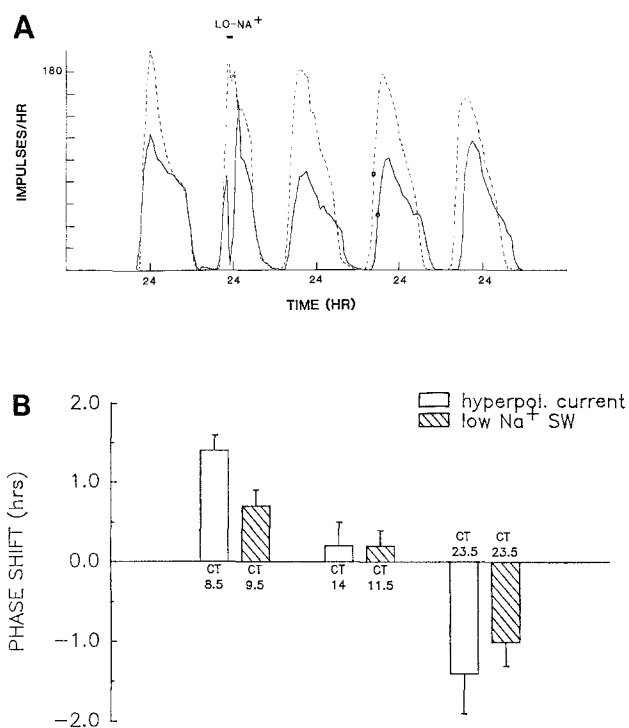 A
LO-NA+
180
IMPULSES/HR
24 24 24 24 24
TIME (HR)
B
2.0
hyperpol. current
low Na+ SW
1.0
PHASE SHIFT (hrs)
CT CT
23.5 23.5
0.0
CT CT CT CT
8.5 9.5 14 11.5
-1.0
-2.0